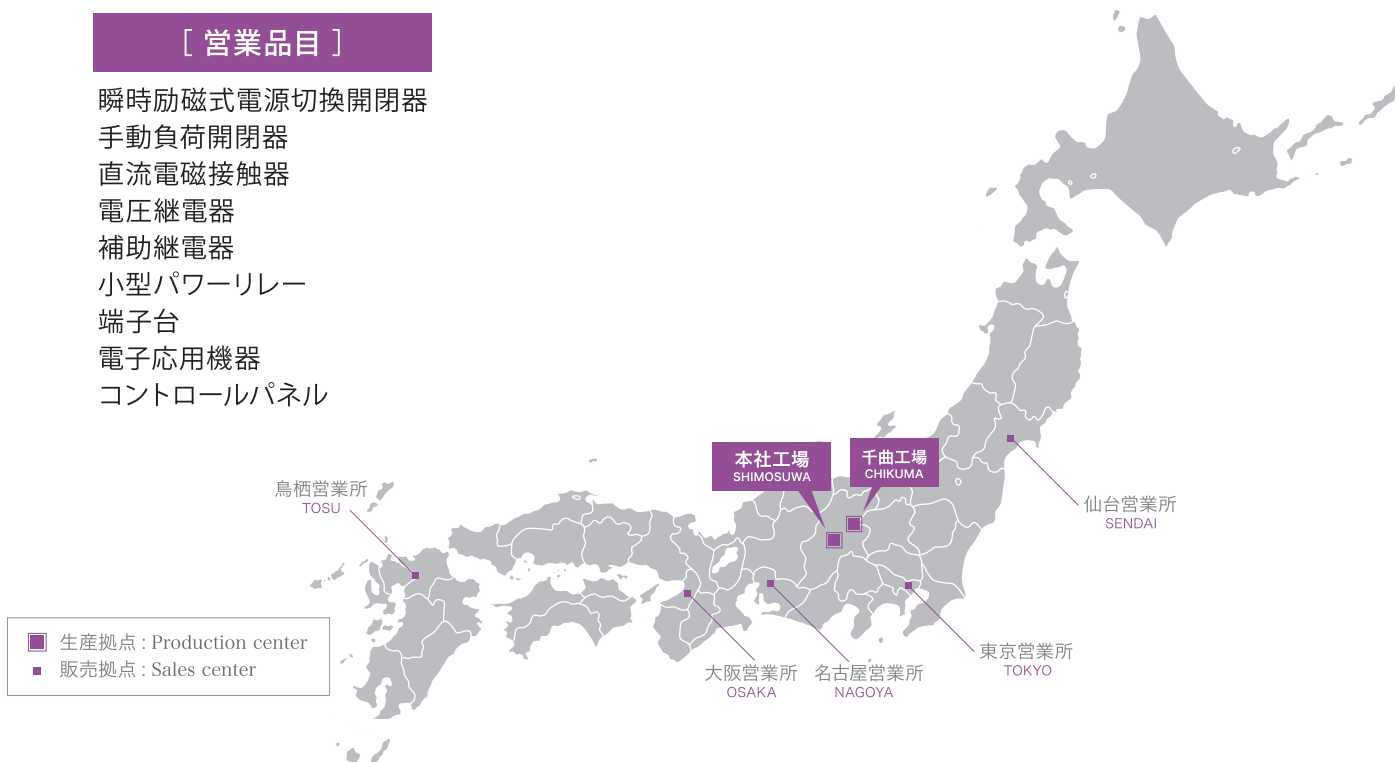 ［ 営業品目 ］
瞬時励磁式電源切換開閉器
手動負荷開閉器
直流電磁接触器
電圧継電器
補助継電器
小型パワーリレー
端子台
電子応用機器
コントロールパネル
本社工場
SHIMOSUWA
千曲工場
CHIKUMA
鳥栖営業所
TOSU
仙台営業所
SENDAI
生産拠点 : Production center
販売拠点 : Sales center
大阪営業所
OSAKA
名古屋営業所
NAGOYA
東京営業所
TOKYO